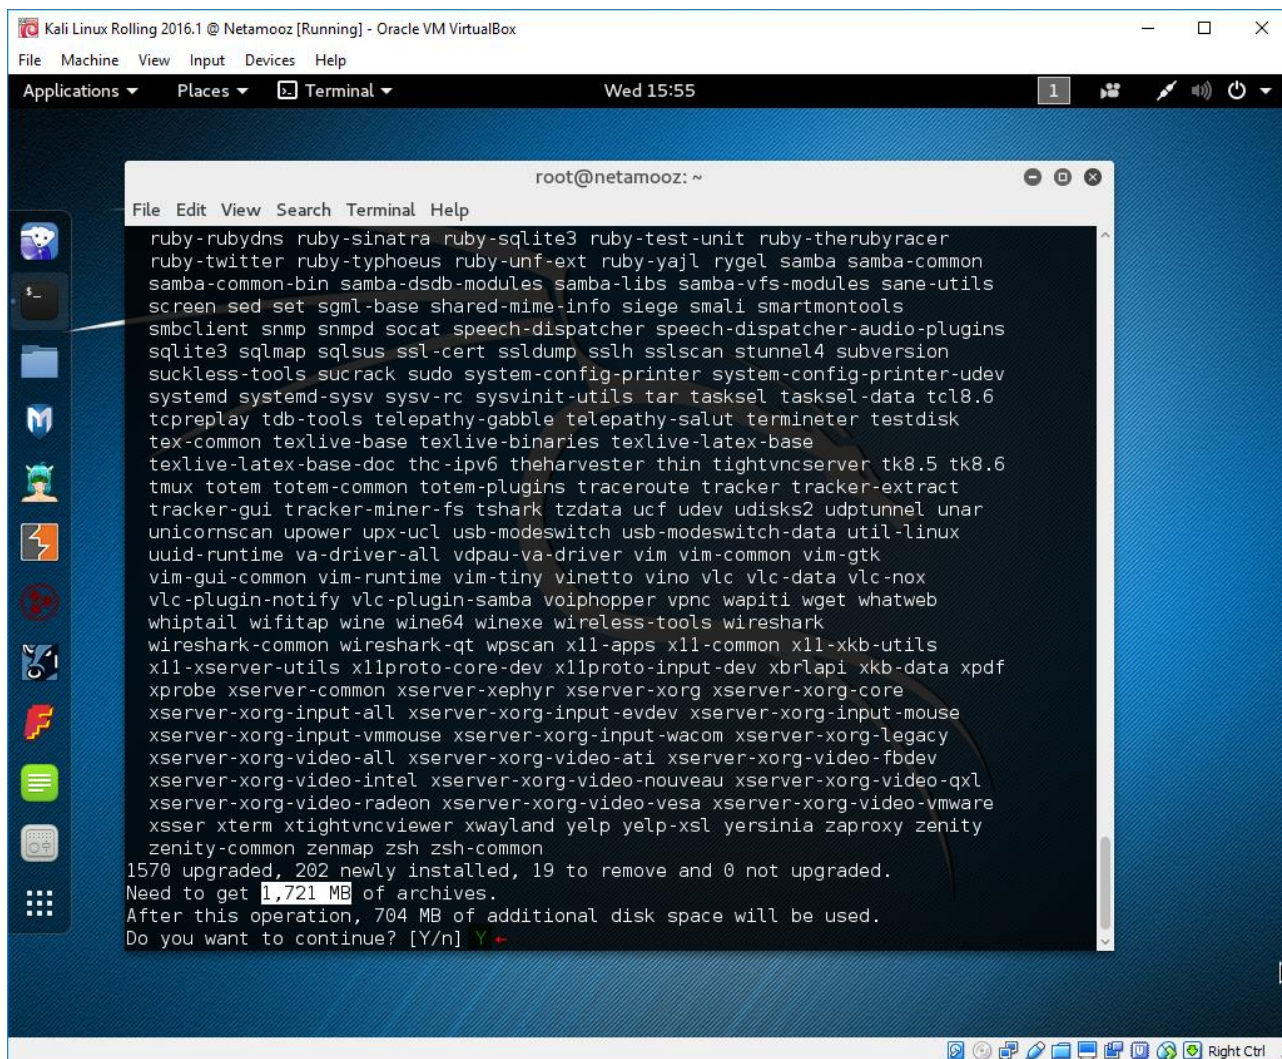 Kali Linux Rolling 2016.1 @ Netamooz [Running] - Oracle VM VirtualBox
File Machine View Input Devices Help
Applications Places Terminal Wed 15:55 1
root@netamooz: ~
File Edit View Search Terminal Help
ruby-rubydns ruby-sinatra ruby-sqlite3 ruby-test-unit ruby-therubyracer
ruby-twitter ruby-typhoeus ruby-unf-ext ruby-yajl rygel samba samba-common
samba-common-bin samba-dsdb-modules samba-libs samba-vfs-modules sane-utils
screen sed set sgml-base shared-mime-info siege smali smartmontools
smbclient snmp snmpd socat speech-dispatcher speech-dispatcher-audio-plugins
sqlite3 sqlmap sqlsus ssl-cert ssldump sslh sslscan stunnel4 subversion
suckless-tools sucrack sudo system-config-printer system-config-printer-udev
systemd systemd-sysv sysv-rc sysvinit-utils tar tasksel tasksel-data tcl8.6
tcpreplay tdb-tools telepathy-gabble telepathy-salut termineter testdisk
tex-common texlive-base texlive-binaries texlive-latex-base
texlive-latex-base-doc thc-ipv6 theharvester thin tightvncserver tk8.5 tk8.6
tmux totem totem-common totem-plugins traceroute tracker tracker-extract
tracker-gui tracker-miner-fs tshark tzdata ucf udev udisks2 udptunnel unar
unicornscan upower upx-ucl usb-modeswitch usb-modeswitch-data util-linux
uuid-runtime va-driver-all vdpau-va-driver vim vim-common vim-gtk
vim-gui-common vim-runtime vim-tiny vinetto vino vlc vlc-data vlc-nox
vlc-plugin-notify vlc-plugin-samba voiphopper vpnc wapiti wget whatweb
whiptail wifitap wine wine64 winexe wireless-tools wireshark
wireshark-common wireshark-qt wpscan x11-apps x11-common x11-xkb-utils
x11-xserver-utils x11proto-core-dev x11proto-input-dev xbrlapi xkb-data xpdf
xprobe xserver-common xserver-xephyr xserver-xorg xserver-xorg-core
xserver-xorg-input-all xserver-xorg-input-evdev xserver-xorg-input-mouse
xserver-xorg-input-vmmouse xserver-xorg-input-wacom xserver-xorg-legacy
xserver-xorg-video-all xserver-xorg-video-ati xserver-xorg-video-fbdev
xserver-xorg-video-intel xserver-xorg-video-nouveau xserver-xorg-video-qxl
xserver-xorg-video-radeon xserver-xorg-video-vesa xserver-xorg-video-vmware
xsser xterm xtightvncviewer xwayland yelp yelp-xsl yersinia zaproxy zenity
zenity-common zenmap zsh zsh-common
1570 upgraded, 202 newly installed, 19 to remove and 0 not upgraded.
Need to get 1,721 MB of archives.
After this operation, 704 MB of additional disk space will be used.
Do you want to continue? [Y/n] Y
Right Ctrl